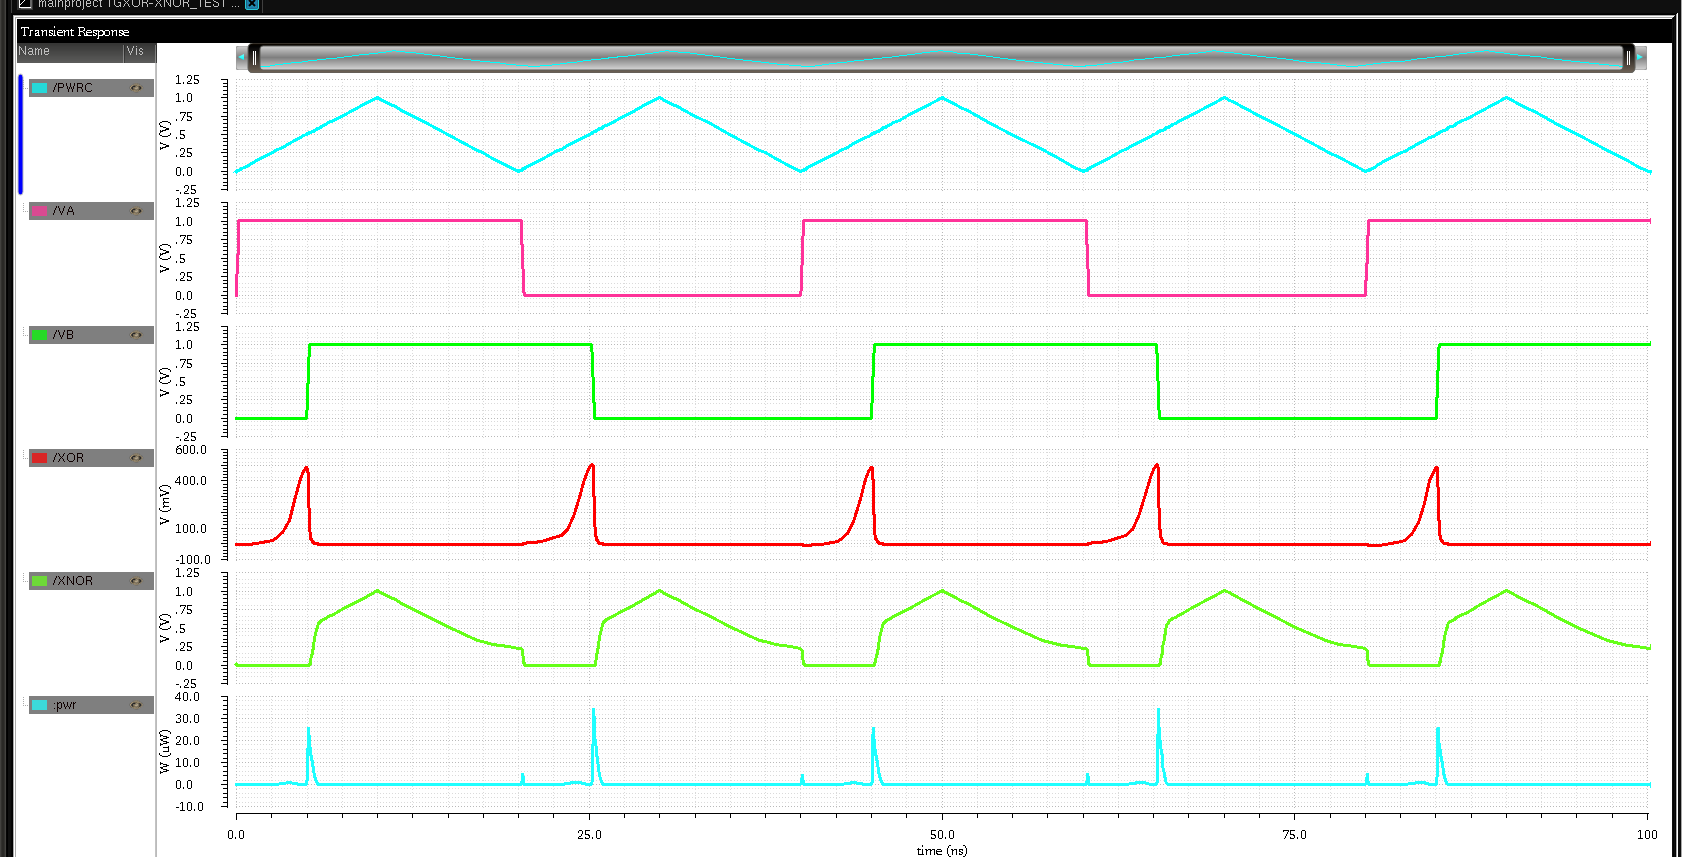 mainproject TGXOR-XNOR_TEST ...
Transient Response
Name Vis
/PWRC
V (V)
1.25
1.0
.75
.5
.25
0.0
-.25
/VA
V (V)
1.25
1.0
.75
.5
.25
0.0
-.25
/VB
V (V)
1.25
1.0
.75
.5
.25
0.0
-.25
/XOR
V (mV)
600.0
400.0
100.0
-100.0
/XNOR
V (V)
1.25
1.0
.75
.5
.25
0.0
-.25
:pwr
W (uW)
40.0
30.0
20.0
10.0
0.0
-10.0
0.0 25.0 50.0 75.0 100
time (ns)